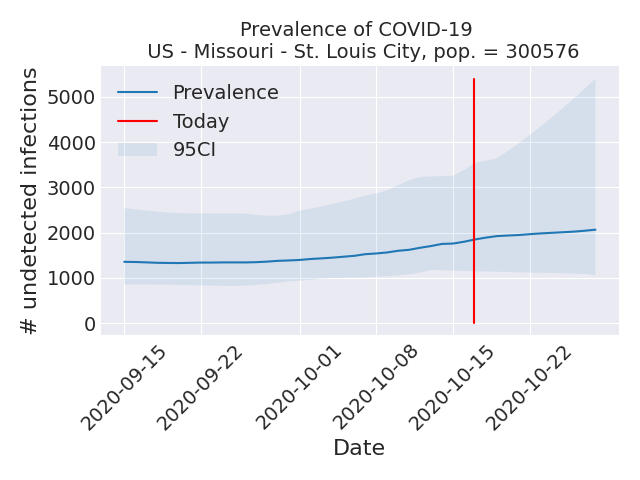 Prevalence of COVID-19
US - Missouri - St. Louis City, pop. = 300576
# undetected infections
5000
4000
3000
2000
1000
0
Prevalence
Today
95CI
2020-09-15
2020-09-22
2020-10-01
2020-10-08
2020-10-15
2020-10-22
Date